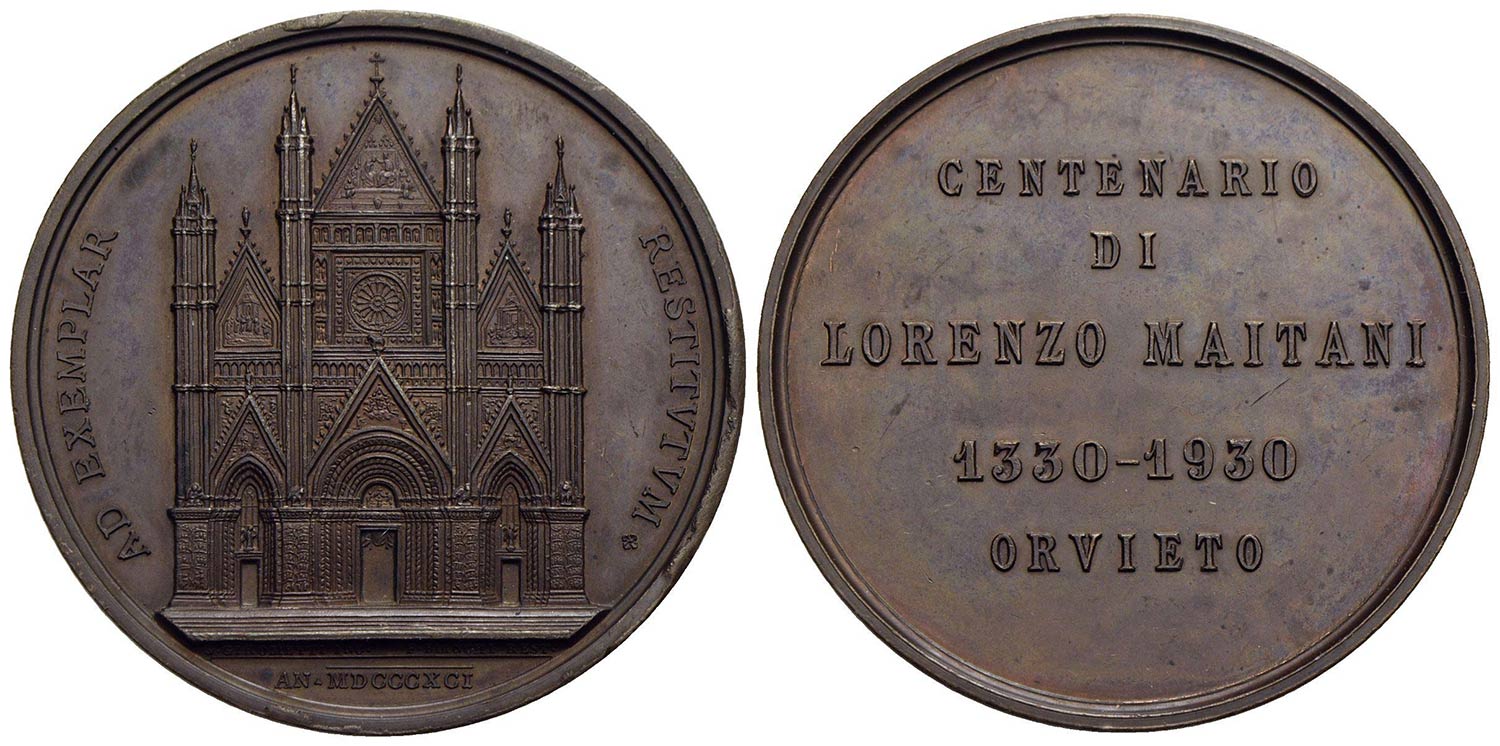 AD EXEMPLAR
RESTITVTVM
AN. MDCCCXCI
CENTENARIO
DI
LORENZO MAITANI
1330-1930
ORVIETO